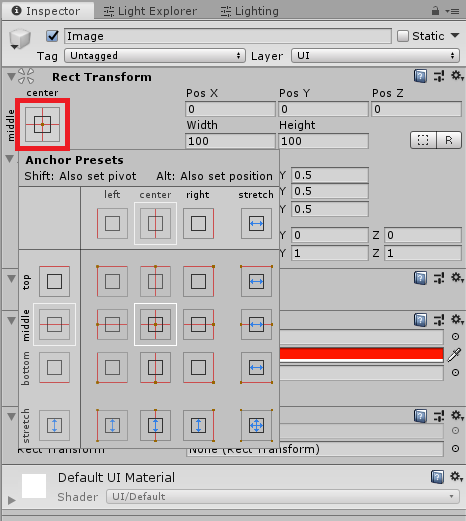 Inspector Light Explorer Lighting
Image Static
Tag Untagged Layer UI
Rect Transform
center Pos X Pos Y Pos Z
middle 0 0 0
Width Height
100 100 R
Anchor Presets
Shift: Also set pivot Alt: Also set position
Y 0.5
Y 0.5
0.5
Y 0 Z 0
Y 1 Z 1
left center right stretch
top
middle
bottom
stretch
Rect Transform None (Rect Transform)
Default UI Material
Shader UI/Default